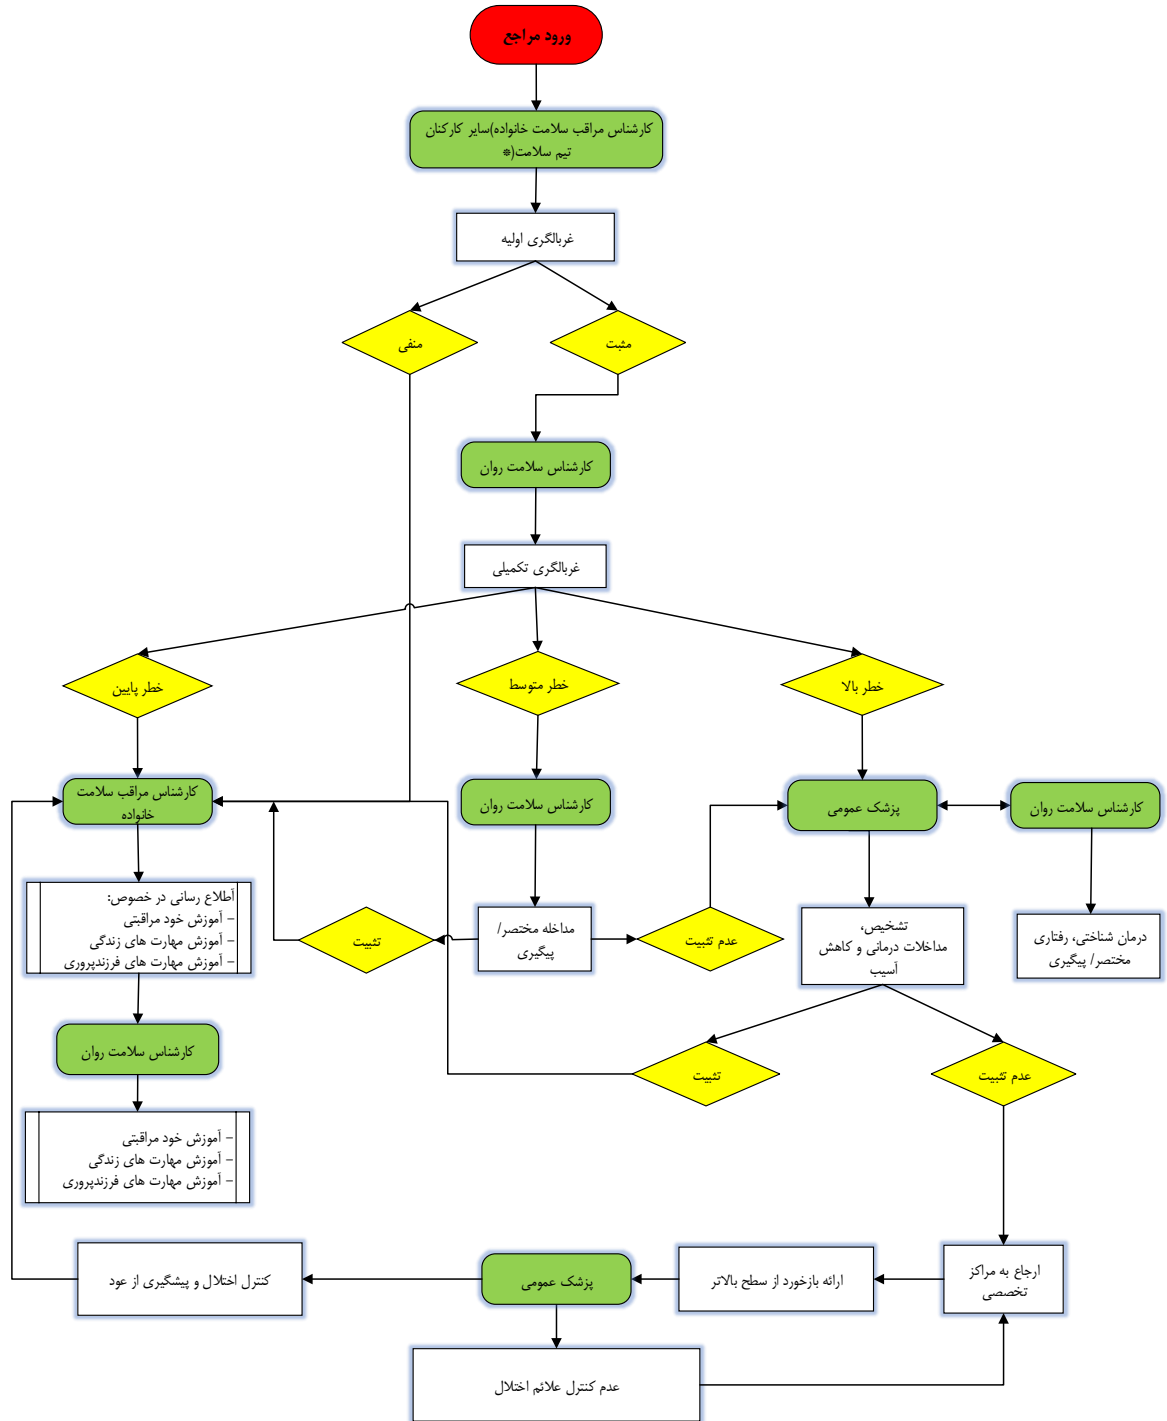 ورود مراجع
کارشناس مراقب سلامت خانواده)سایر کارکنان
تیم سلامت(*
غربالگری اولیه
منفی
مثبت
کارشناس سلامت روان
غربالگری تکمیلی
خطر بالا
خطر متوسط
خطر پایین
کارشناس سلامت روان
پزشک عمومی
کارشناس سلامت روان
کارشناس مراقب سلامت
خانواده
درمان شناختی، رفتاری
مختصر/ پیگیری
تشخیص،
مداخلات درمانی و کاهش
آسیب
عدم تثبیت
مداخله مختصر/
پیگیری
تثبیت
اَطلاع رسانی در خصوص:
- آموزش خود مراقبتی
- آموزش مهارت های زندگی
- آموزش مهارت های فرزندپروری
کارشناس سلامت روان
عدم تثبیت
تثبیت
- آموزش خود مراقبتی
- آموزش مهارت های زندگی
- آموزش مهارت های فرزندپروری
ارجاع به مراکز
تخصصی
ارائه بازخورد از سطح بالاتر
پزشک عمومی
کنترل اختلال و پیشگیری از عود
عدم کنترل علائم اختلال